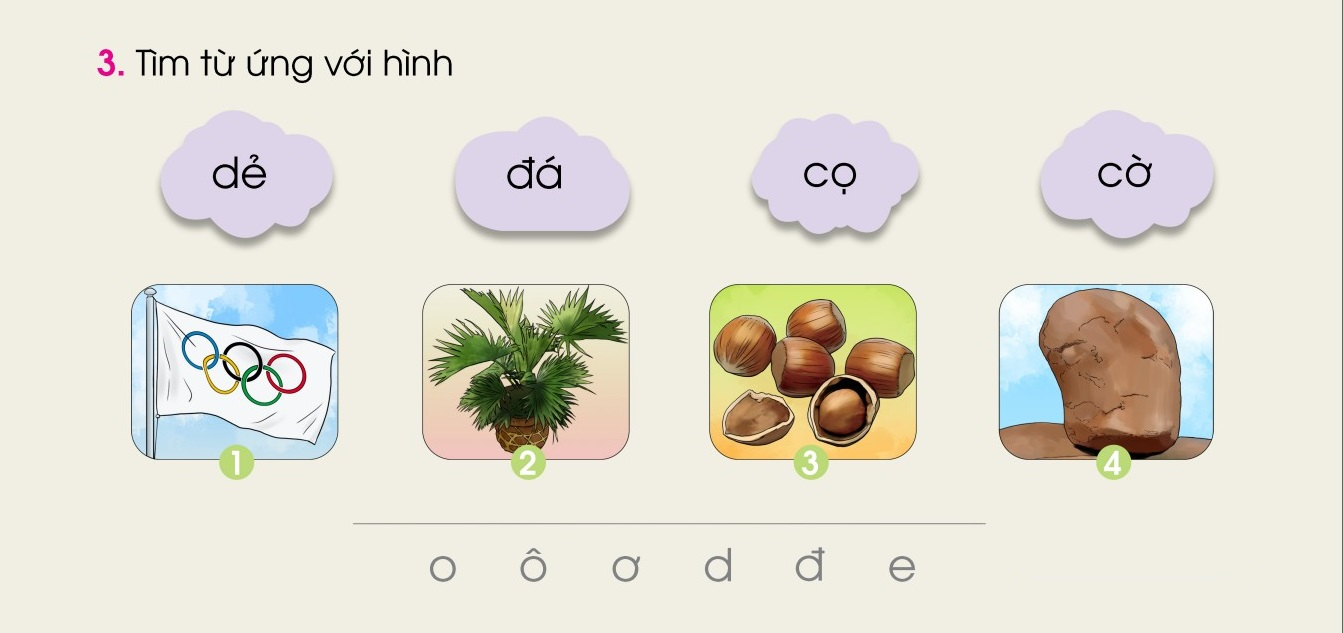 3. Tìm từ ứng với hình
dẻ đá cọ cờ
1 2 3 4
o ô ơ d đ e